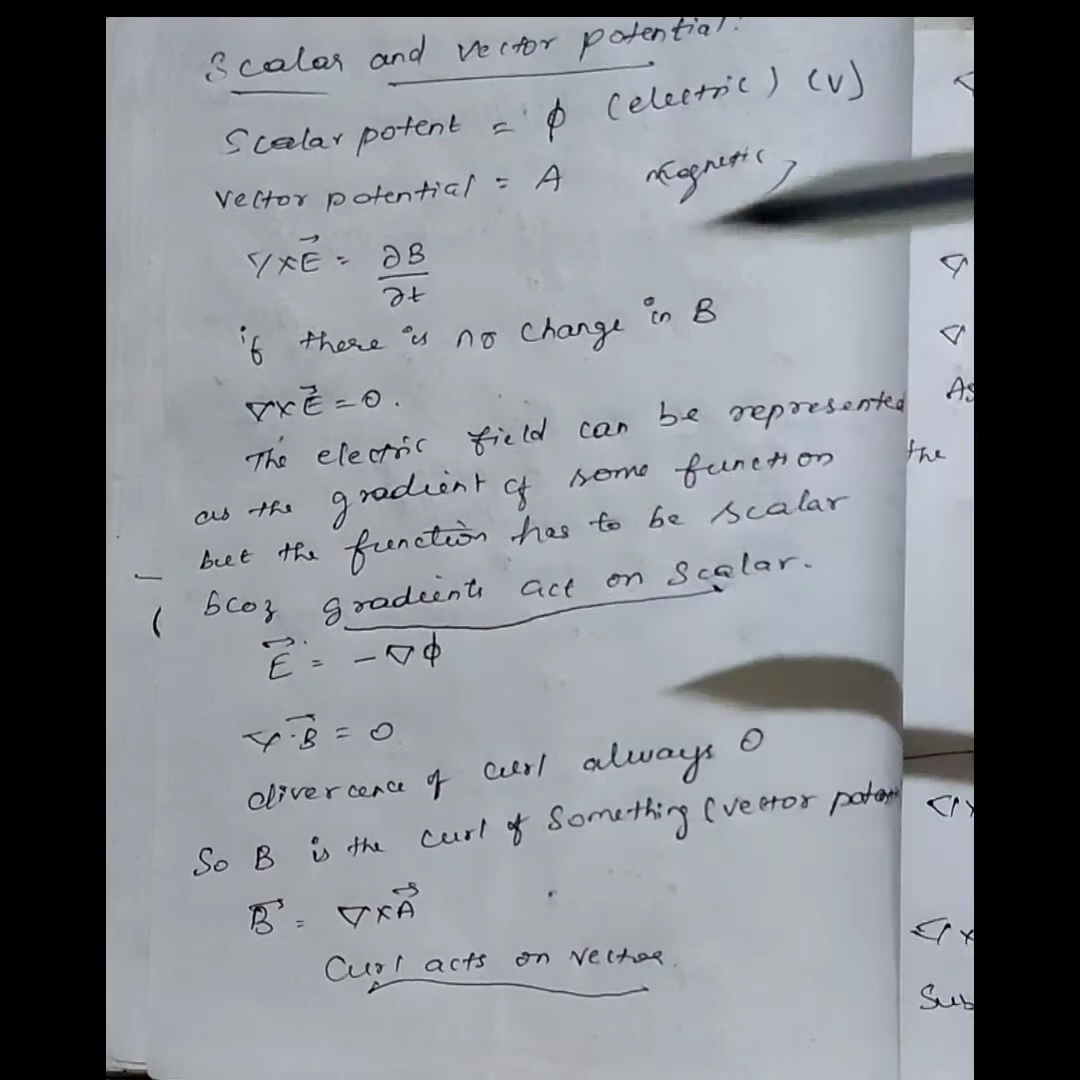 Scalar and vector potential.
Scalar potent = ϕ (electric) (V)
Vector potential = A magnetic
∇×E⃗ = ∂B/∂t
if there is no change in B
∇×E⃗ = 0.
The electric field can be represented
as the gradient of some function
but the function has to be scalar
bcoz gradients act on scalar.
E⃗ = -∇ϕ
∇·B⃗ = 0
divercence of curl always 0
So B is the curl of something (vector
B⃗ = ∇×A⃗
Curl acts on vector.
∇
∇
As
the
∇×
∇×
Sub